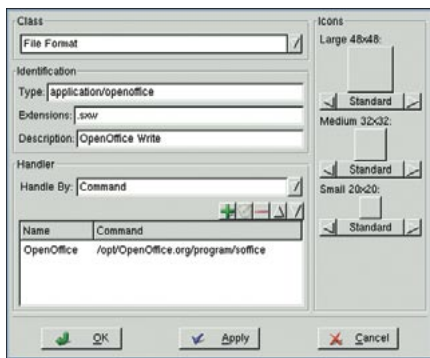 Class
File Format
Identification
Type: application/openoffice
Extensions: .sxw
Description: OpenOffice Write
Handler
Handle By: Command
Name Command
OpenOffice /opt/OpenOffice.org/program/soffice
Icons
Large 48x48:
Standard
Medium 32x32:
Standard
Small 20x20:
Standard
OK Apply Cancel